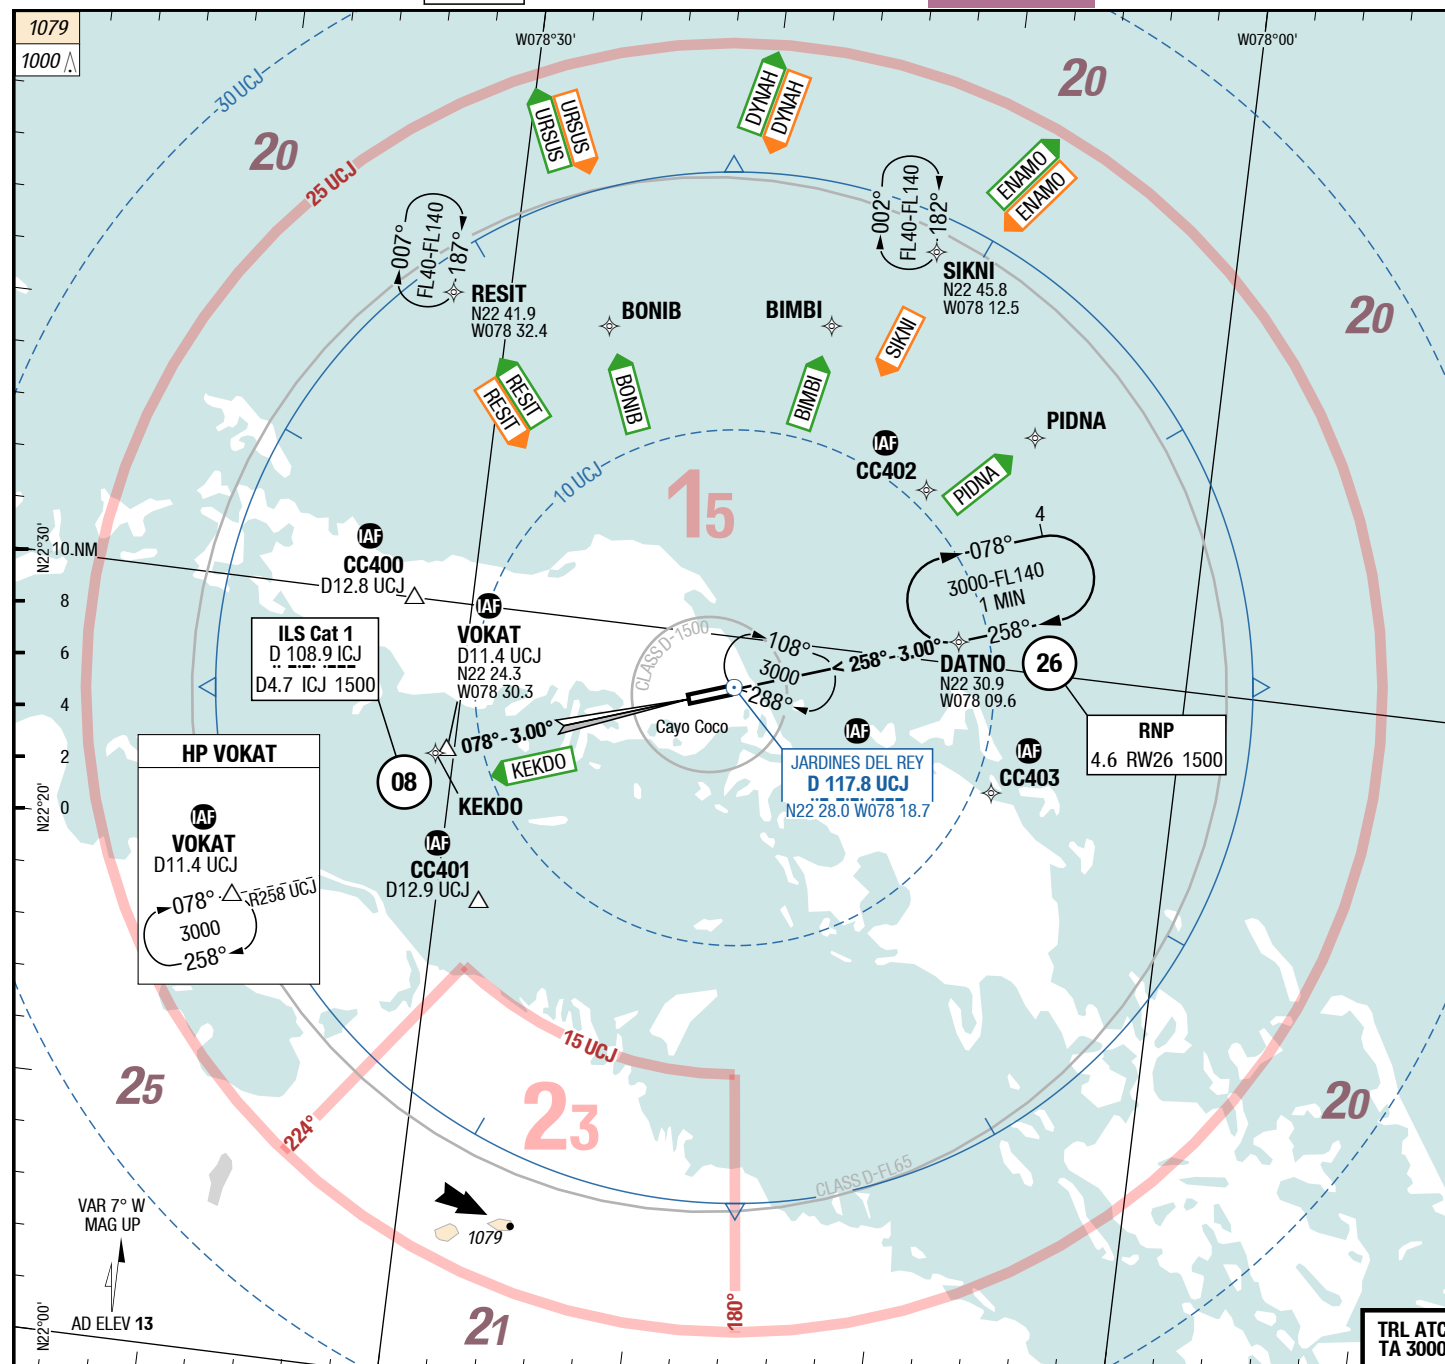 1079
1000
W078°30'
W078°00'
30 UCJ
20
20
20
25 UCJ
URSUS
URSUS
DYNAH
DYNAH
ENAMO
ENAMO
007°
FL40-FL140
187°
002°
FL40-FL140
182°
RESIT
N22 41.9
W078 32.4
BONIB
BIMBI
SIKNI
N22 45.8
W078 12.5
SIKNI
RESIT
RESIT
BONIB
BIMBI
PIDNA
IAF
CC402
PIDNA
10 UCJ
15
N22°30'
10 NM
8
6
4
2
0
N22°20'
IAF
CC400
D12.8 UCJ
IAF
VOKAT
D11.4 UCJ
N22 24.3
W078 30.3
4
078°
3000-FL140
1 MIN
258°
ILS Cat 1
D 108.9 ICJ
D4.7 ICJ 1500
CLASS D-1500
108°
3000
288°
258°-3.00°
DATNO
N22 30.9
W078 09.6
26
RNP
4.6 RW26 1500
Cayo Coco
078°-3.00°
KEKDO
08
KEKDO
IAF
IAF
CC403
JARDINES DEL REY
D 117.8 UCJ
N22 28.0 W078 18.7
HP VOKAT
IAF
VOKAT
D11.4 UCJ
078°
R258 UCJ
3000
258°
IAF
CC401
D12.9 UCJ
15 UCJ
23
25
224°
20
CLASS D-FL65
1079
VAR 7° W
MAG UP
AD ELEV 13
180°
21
N22°00'
TRL ATC
TA 3000